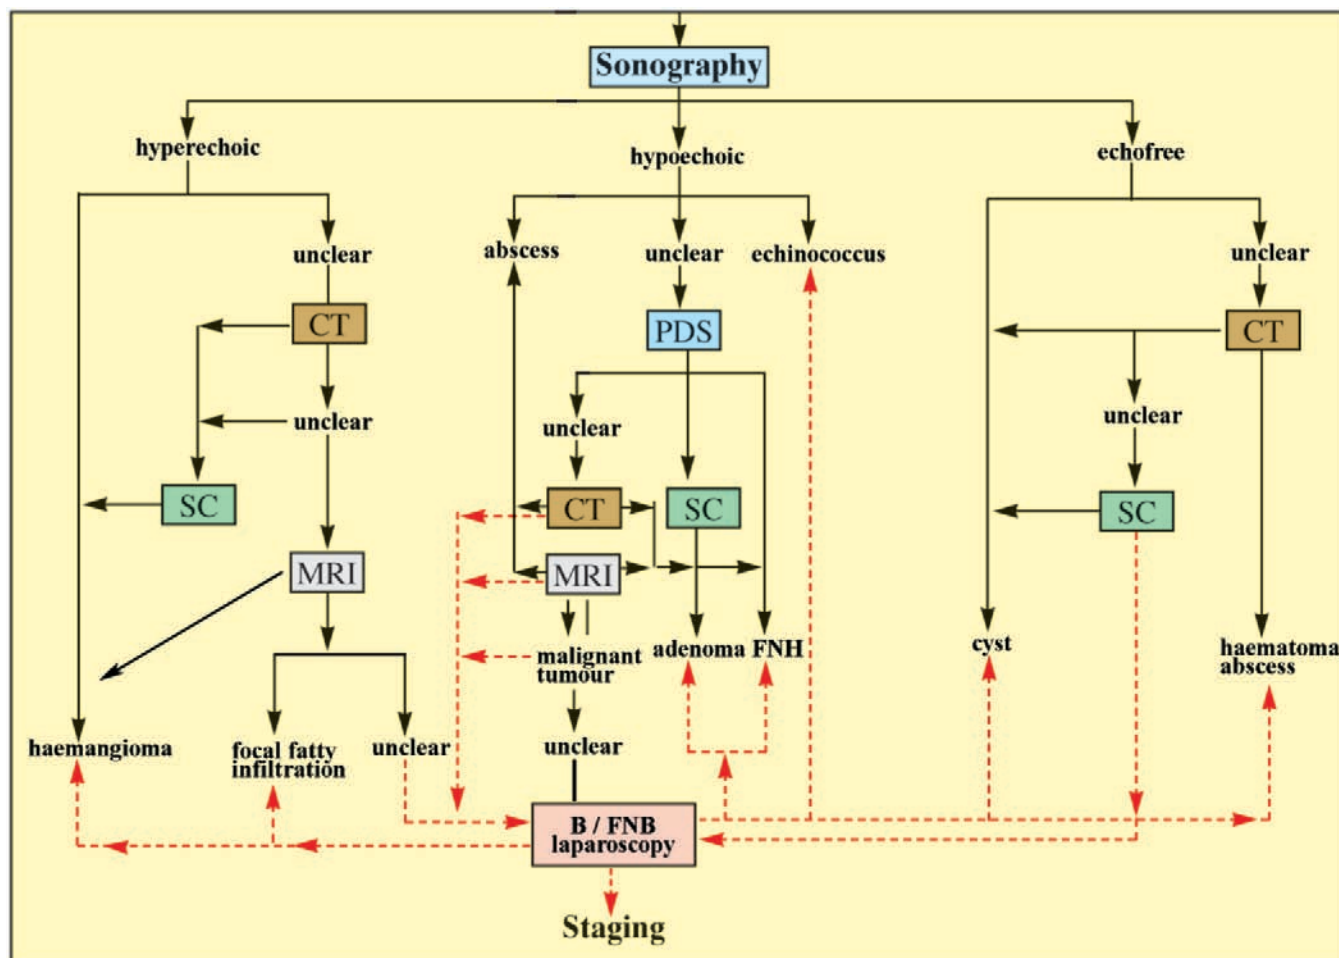 Sonography
hyperechoic
hypoechoic
echofree
unclear
abscess
unclear
echinococcus
unclear
CT
PDS
CT
unclear
unclear
unclear
SC
CT
SC
SC
MRI
MRI
malignant
tumour
adenoma
FNH
cyst
haematoma
abscess
haemangioma
focal fatty
infiltration
unclear
unclear
B / FNB
laparoscopy
Staging